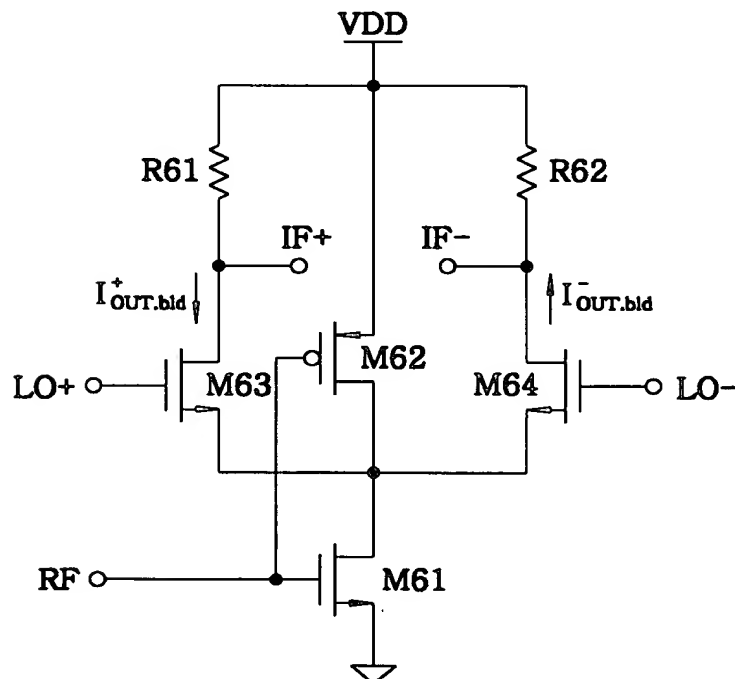 VDD
R61
R62
IF+
IF-
I⁺OUT.bld
I⁻OUT.bld
M62
LO+
M63
M64
LO-
RF
M61